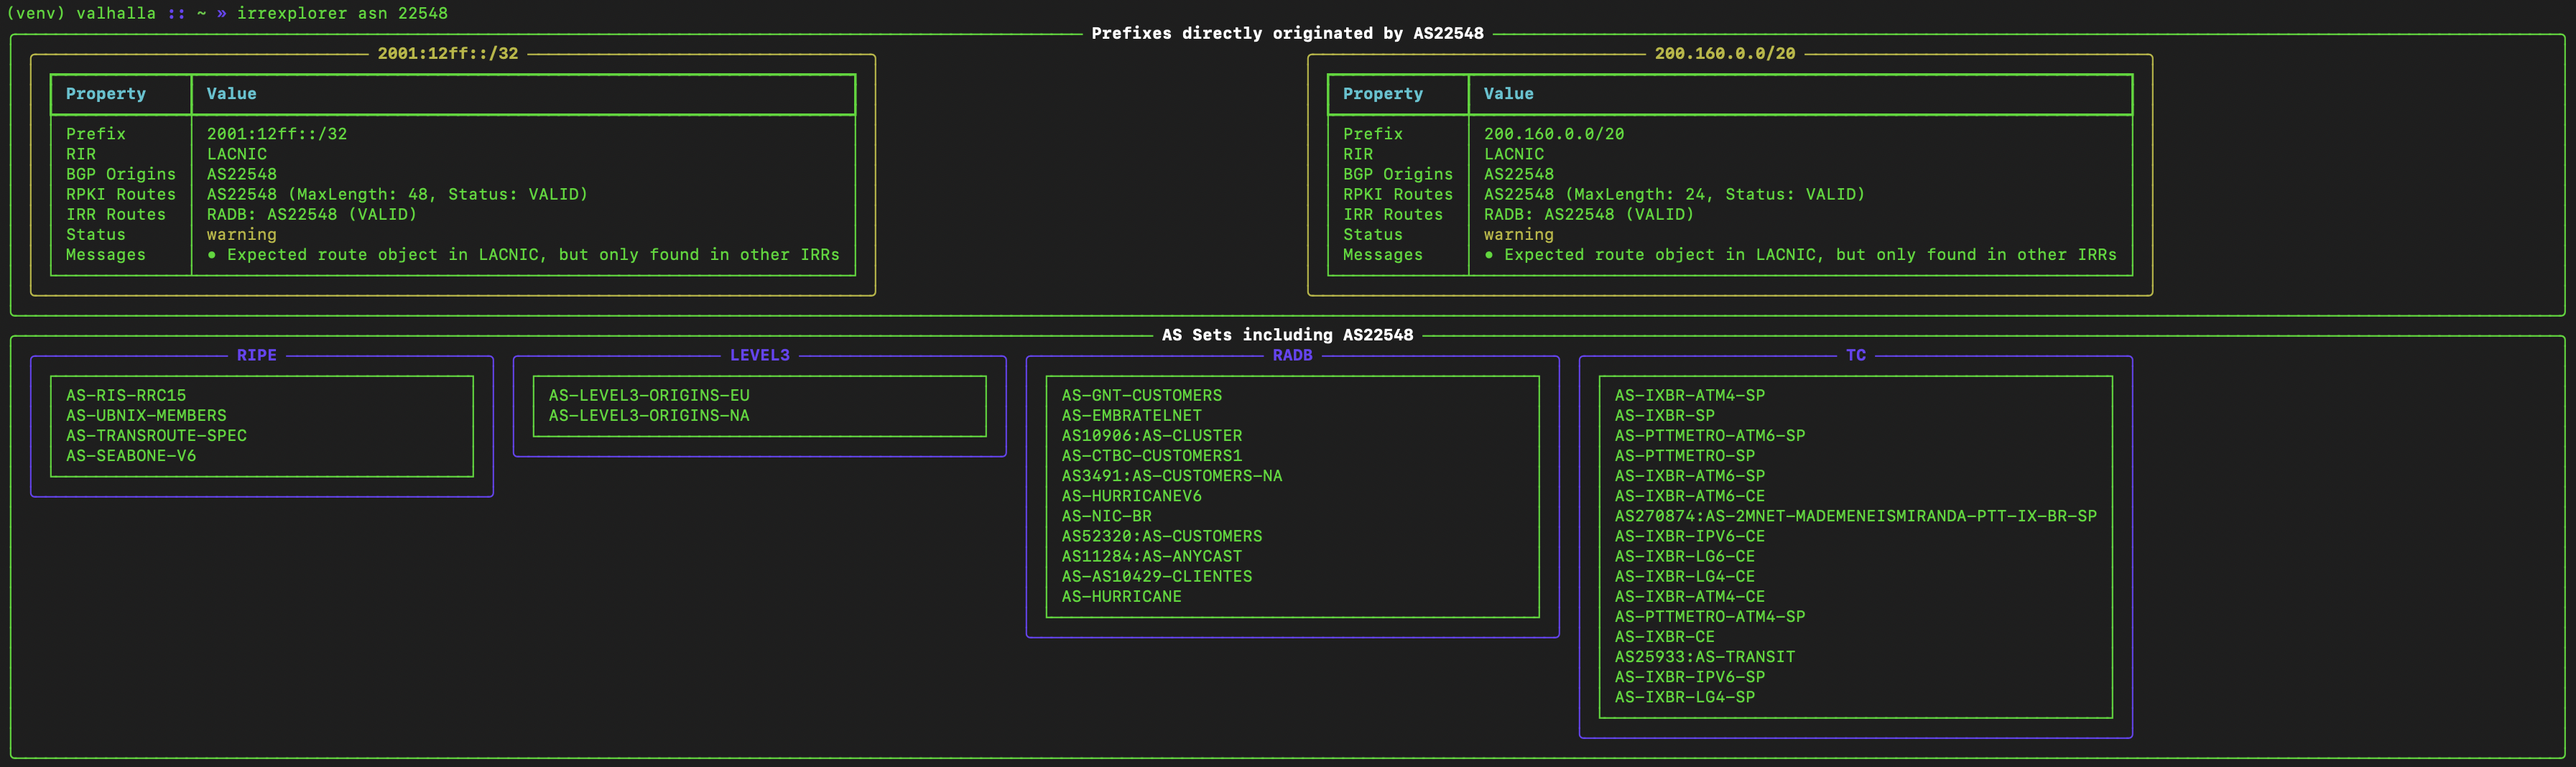 (venv) valhalla :: ~ » irrexplorer asn 22548
Prefixes directly originated by AS22548
2001:12ff::/32
Property Value
Prefix 2001:12ff::/32
RIR LACNIC
BGP Origins AS22548
RPKI Routes AS22548 (MaxLength: 48, Status: VALID)
IRR Routes RADB: AS22548 (VALID)
Status warning
Messages • Expected route object in LACNIC, but only found in other IRRs
200.160.0.0/20
Property Value
Prefix 200.160.0.0/20
RIR LACNIC
BGP Origins AS22548
RPKI Routes AS22548 (MaxLength: 24, Status: VALID)
IRR Routes RADB: AS22548 (VALID)
Status warning
Messages • Expected route object in LACNIC, but only found in other IRRs
AS Sets including AS22548
RIPE
AS-RIS-RRC15
AS-UBNIX-MEMBERS
AS-TRANSROUTE-SPEC
AS-SEABONE-V6
LEVEL3
AS-LEVEL3-ORIGINS-EU
AS-LEVEL3-ORIGINS-NA
RADB
AS-GNT-CUSTOMERS
AS-EMBRATELNET
AS10906:AS-CLUSTER
AS-CTBC-CUSTOMERS1
AS3491:AS-CUSTOMERS-NA
AS-HURRICANEV6
AS-NIC-BR
AS52320:AS-CUSTOMERS
AS11284:AS-ANYCAST
AS-AS10429-CLIENTES
AS-HURRICANE
TC
AS-IXBR-ATM4-SP
AS-IXBR-SP
AS-PTTMETRO-ATM6-SP
AS-PTTMETRO-SP
AS-IXBR-ATM6-SP
AS-IXBR-ATM6-CE
AS270874:AS-2MNET-MADEMENEISMIRANDA-PTT-IX-BR-SP
AS-IXBR-IPV6-CE
AS-IXBR-LG6-CE
AS-IXBR-LG4-CE
AS-IXBR-ATM4-CE
AS-PTTMETRO-ATM4-SP
AS-IXBR-CE
AS25933:AS-TRANSIT
AS-IXBR-IPV6-SP
AS-IXBR-LG4-SP